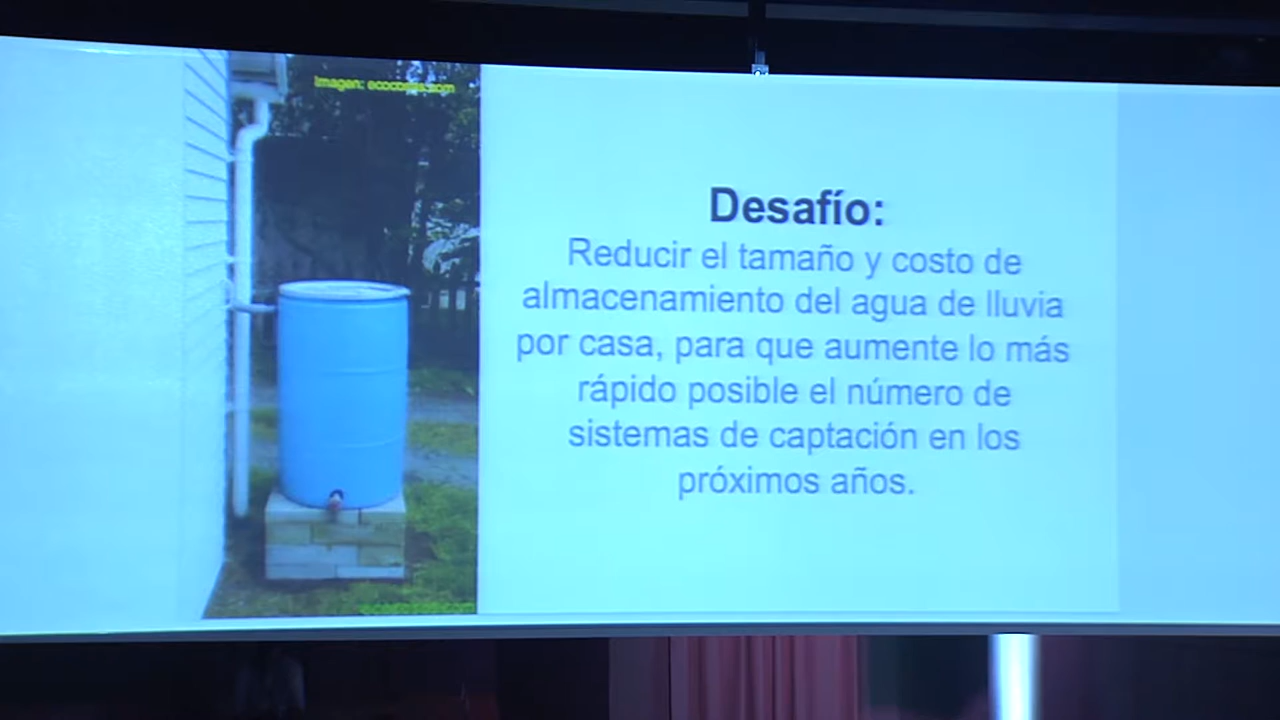 Imagen:
Desafío:
Reducir el tamaño y costo de
almacenamiento del agua de lluvia
por casa, para que aumente lo más
rápido posible el número de
sistemas de captación en los
próximos años.